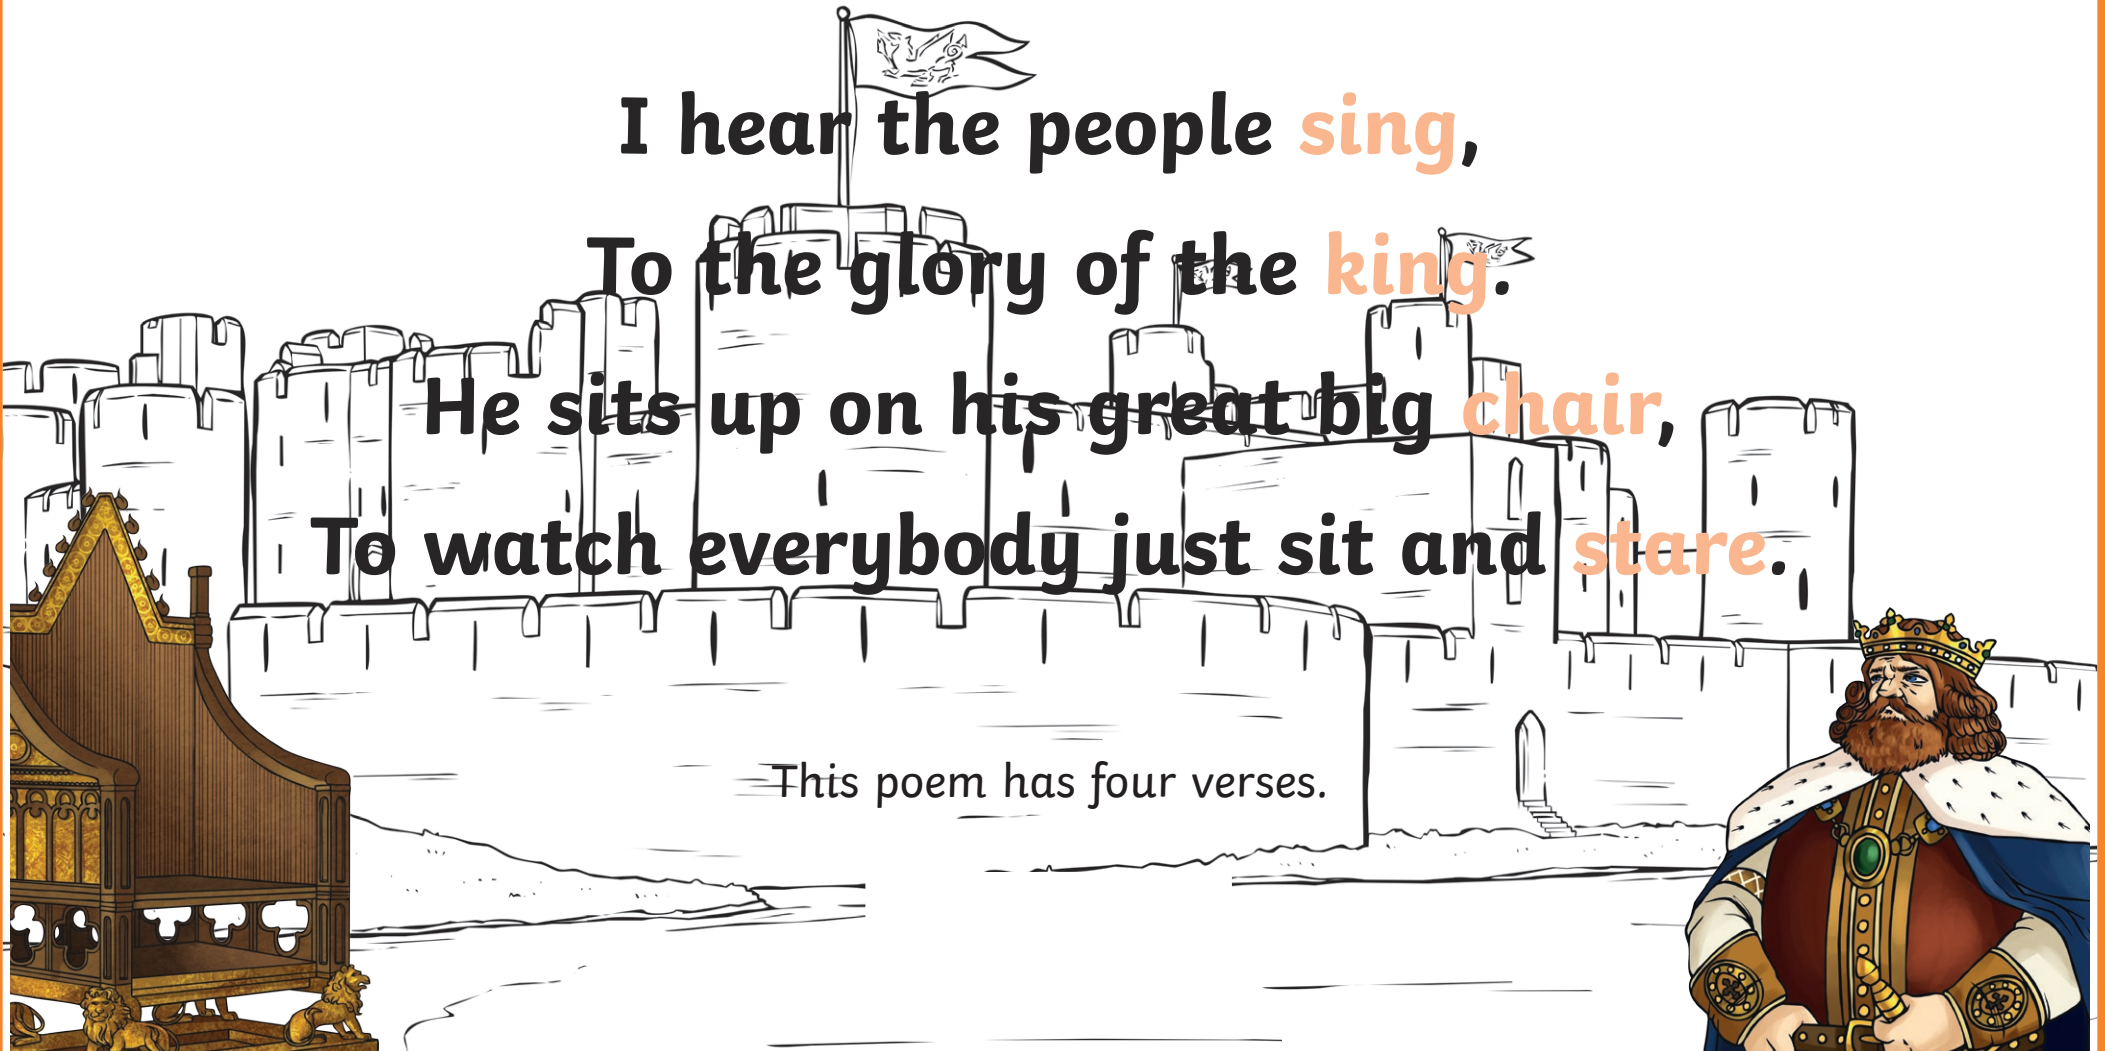 I hear the people sing,
To the glory of the king.
He sits up on his great big chair,
To watch everybody just sit and stare.
This poem has four verses.